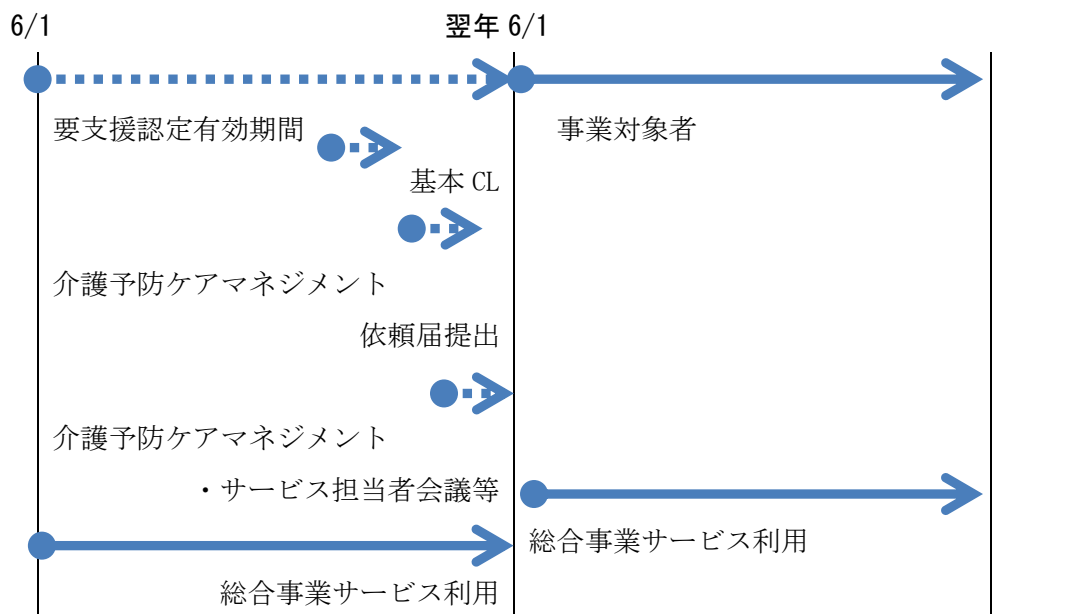 6/1
翌年 6/1
要支援認定有効期間
事業対象者
基本 CL
介護予防ケアマネジメント
依頼届提出
介護予防ケアマネジメント
・サービス担当者会議等
総合事業サービス利用
総合事業サービス利用